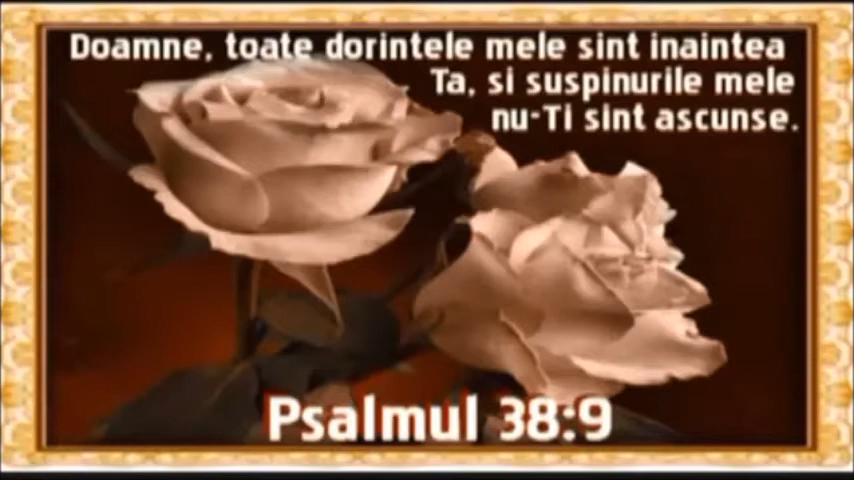 Doamne, toate dorintele mele sint inaintea
Ta, si suspinurile mele
nu-Ti sint ascunse.
Psalmul 38:9